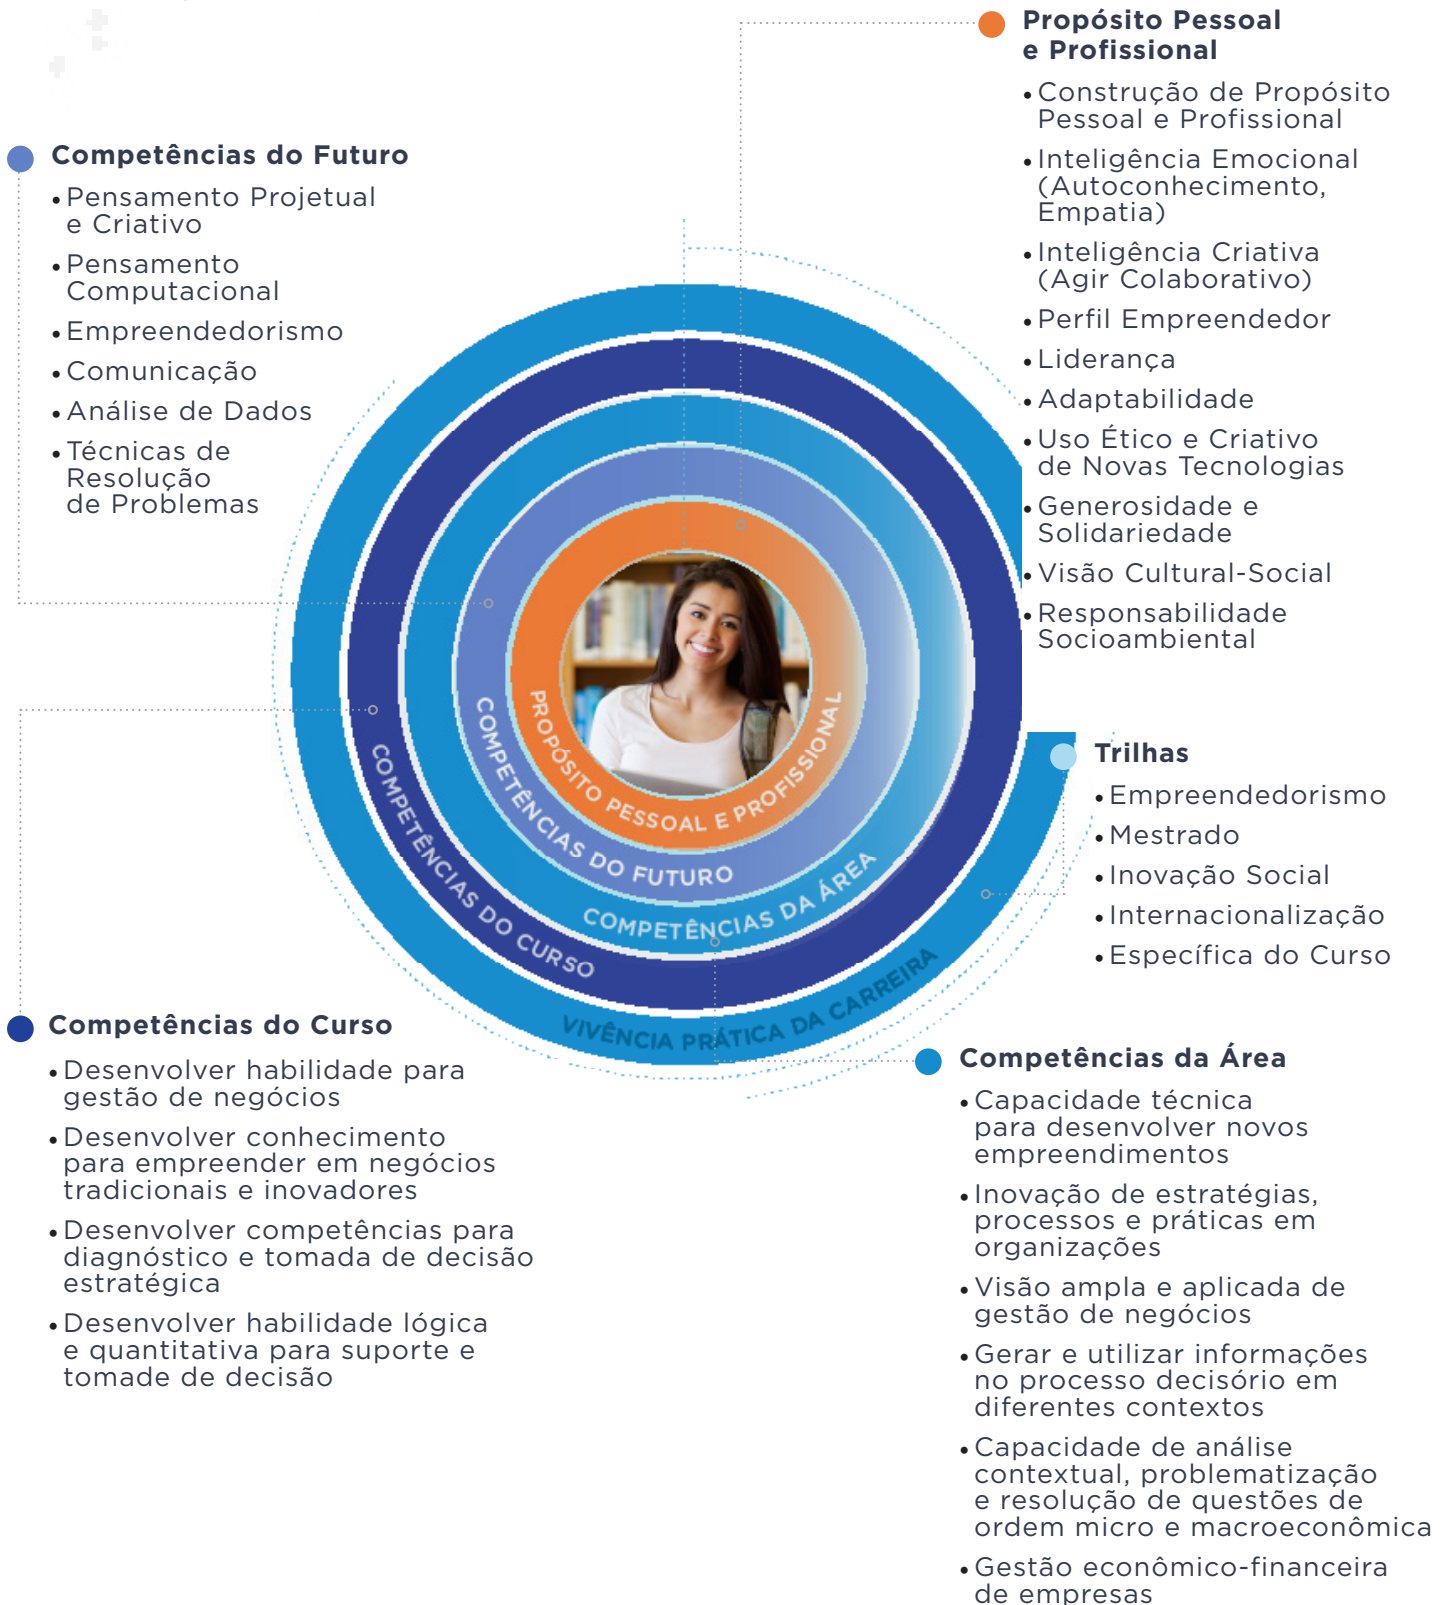 Propósito Pessoal
e Profissional
• Construção de Propósito
Pessoal e Profissional
• Inteligência Emocional
(Autoconhecimento,
Empatia)
• Inteligência Criativa
(Agir Colaborativo)
• Perfil Empreendedor
• Liderança
• Adaptabilidade
• Uso Ético e Criativo
de Novas Tecnologias
• Generosidade e
Solidariedade
• Visão Cultural-Social
• Responsabilidade
Socioambiental
Competências do Futuro
• Pensamento Projetual
e Criativo
• Pensamento
Computacional
• Empreendedorismo
• Comunicação
• Análise de Dados
• Técnicas de
Resolução
de Problemas
PROPÓSITO PESSOAL E PROFISSIONAL
COMPETÊNCIAS DO FUTURO
COMPETÊNCIAS DA ÁREA
COMPETÊNCIAS DO CURSO
VIVÊNCIA PRÁTICA DA CARREIRA
Trilhas
• Empreendedorismo
• Mestrado
• Inovação Social
• Internacionalização
• Específica do Curso
Competências do Curso
• Desenvolver habilidade para
gestão de negócios
• Desenvolver conhecimento
para empreender em negócios
tradicionais e inovadores
• Desenvolver competências para
diagnóstico e tomada de decisão
estratégica
• Desenvolver habilidade lógica
e quantitativa para suporte e
tomade de decisão
Competências da Área
• Capacidade técnica
para desenvolver novos
empreendimentos
• Inovação de estratégias,
processos e práticas em
organizações
• Visão ampla e aplicada de
gestão de negócios
• Gerar e utilizar informações
no processo decisório em
diferentes contextos
• Capacidade de análise
contextual, problematização
e resolução de questões de
ordem micro e macroeconômica
• Gestão econômico-financeira
de empresas